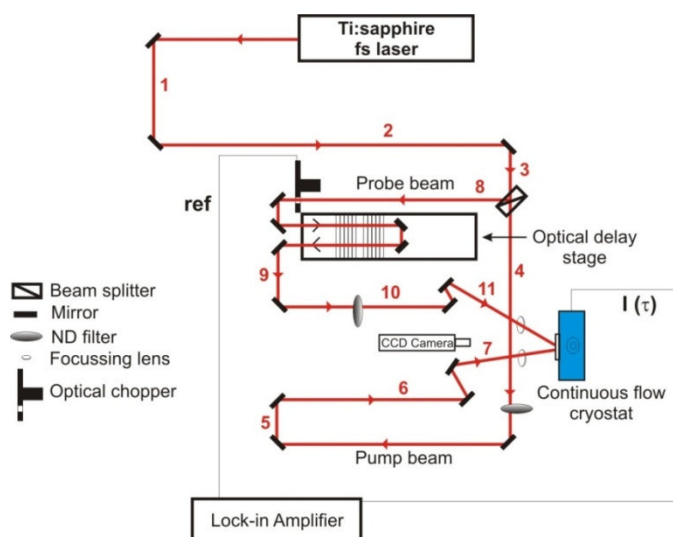 Ti:sapphire
fs laser
1
2
3
Probe beam
8
ref
Optical delay
stage
4
9
10
11
I (τ)
Beam splitter
Mirror
ND filter
Focussing lens
Optical chopper
CCD Camera
7
6
5
Continuous flow
cryostat
Pump beam
Lock-in Amplifier